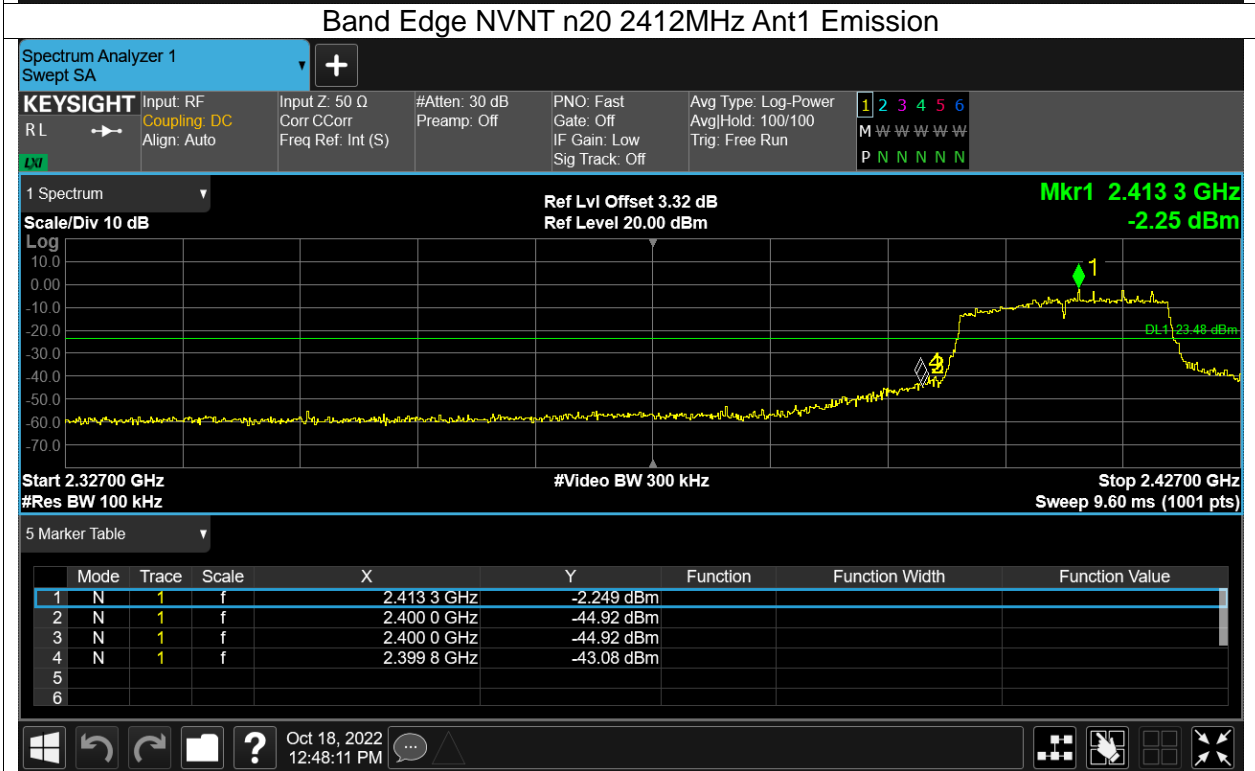 Band Edge NVNT n20 2412MHz Ant1 Emission
Spectrum Analyzer 1
Swept SA
+
KEYSIGHT Input: RF Input Z: 50 Ω #Atten: 30 dB PNO: Fast Avg Type: Log-Power 1 2 3 4 5 6
RL Coupling: DC Corr CCorr Preamp: Off Gate: Off Avg|Hold: 100/100 M W W W W W
Align: Auto Freq Ref: Int (S) IF Gain: Low Trig: Free Run
LXI Sig Track: Off P N N N N N
1 Spectrum Ref Lvl Offset 3.32 dB Mkr1 2.413 3 GHz
Scale/Div 10 dB Ref Level 20.00 dBm -2.25 dBm
Log
10.0
1
0.00
-10.0
-20.0
DL1 -23.48 dBm
-30.0
-40.0
-50.0
-60.0
-70.0
Start 2.32700 GHz #Video BW 300 kHz Stop 2.42700 GHz
#Res BW 100 kHz Sweep 9.60 ms (1001 pts)
5 Marker Table
Mode Trace Scale X Y Function Function Width Function Value
1 N 1 f 2.413 3 GHz -2.249 dBm
2 N 1 f 2.400 0 GHz -44.92 dBm
3 N 1 f 2.400 0 GHz -44.92 dBm
4 N 1 f 2.399 8 GHz -43.08 dBm
5
6
? Oct 18, 2022
12:48:11 PM